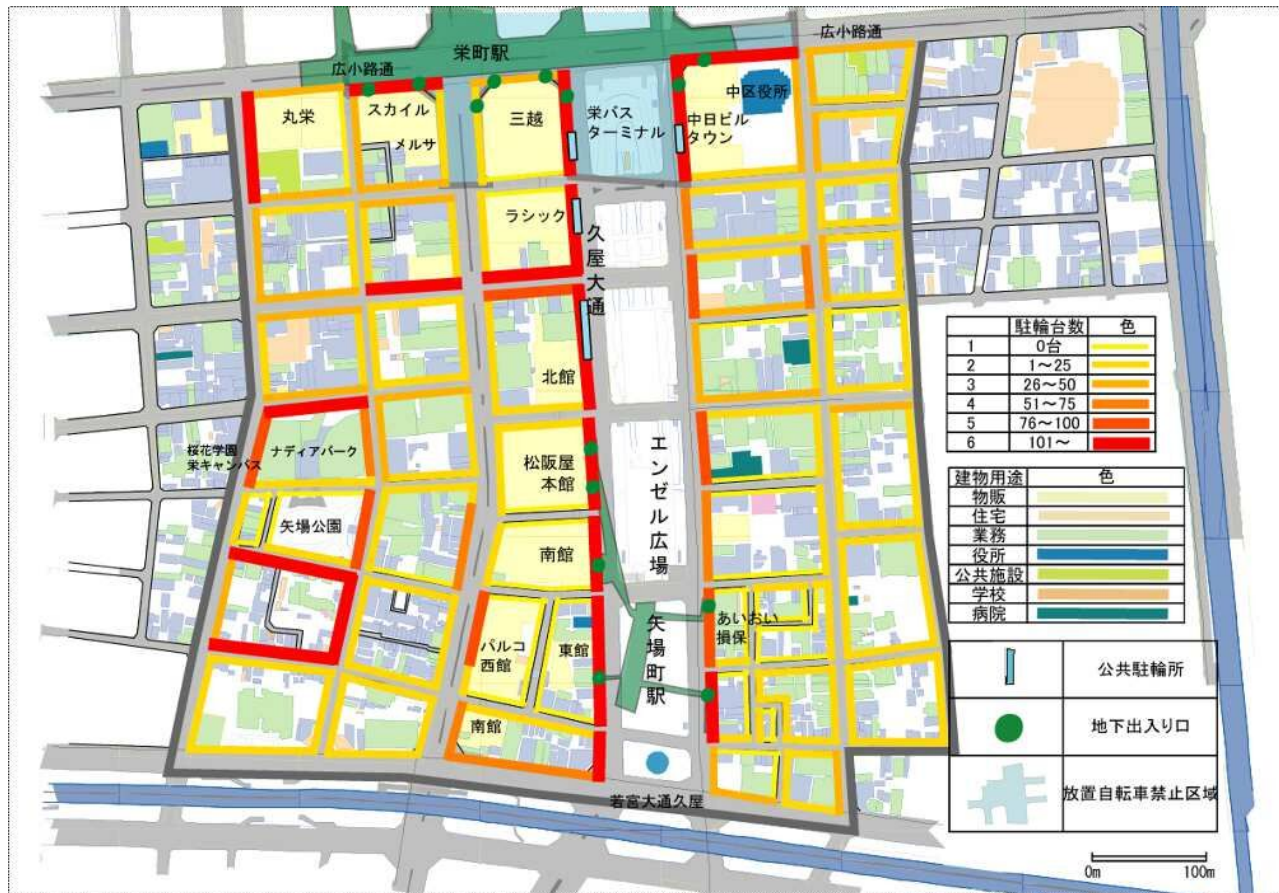 栄町駅
広小路通
広小路通
丸栄
スカイル
メルサ
三越
栄バス
ターミナル
中区役所
中日ビル
タウン
ラシック
久屋大通
北館
桜花学園
栄キャンパス
ナディアパーク
松阪屋
本館
エンゼル広場
矢場公園
南館
パルコ
西館
東館
矢場町駅
あいおい
損保
南館
若宮大通久屋
駐輪台数 色
1 0台
2 1～25
3 26～50
4 51～75
5 76～100
6 101～
建物用途 色
物販
住宅
業務
役所
公共施設
学校
病院
公共駐輪所
地下出入り口
放置自転車禁止区域
0m 100m